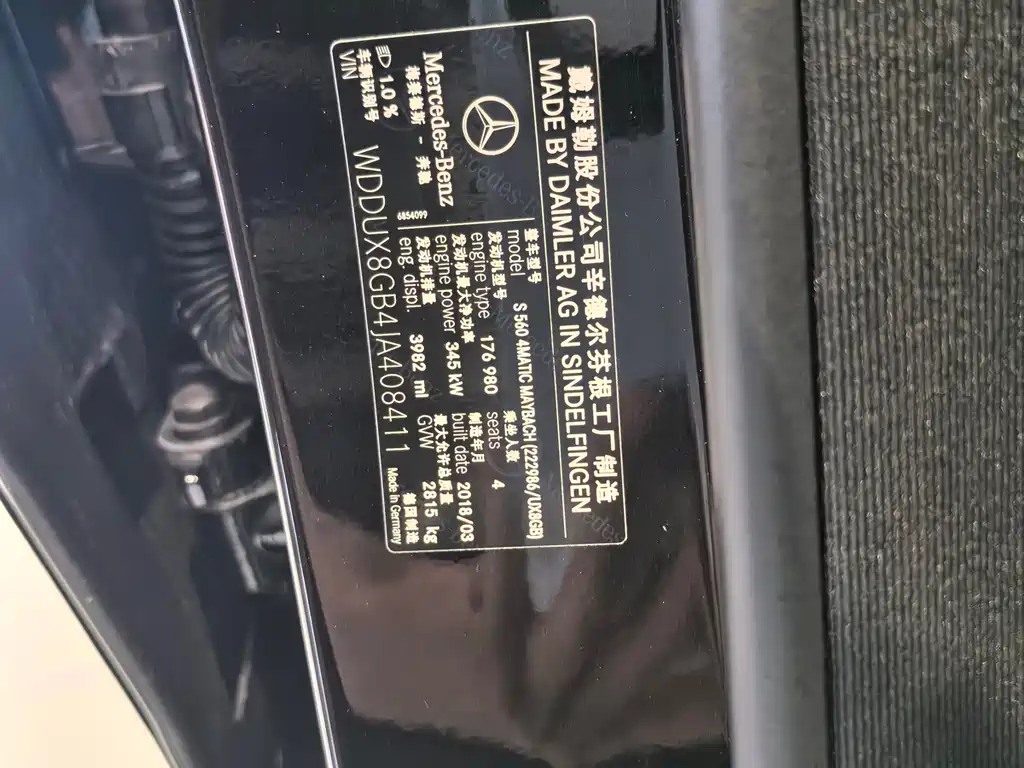 戴姆勒股份公司辛德尔芬根工厂制造
MADE BY DAIMLER AG IN SINDELFINGEN
Mercedes-Benz
梅赛德斯-奔驰
1.0%
6854099
整车型号
model S 560 4MATIC MAYBACH (222986/UX8GB)
发动机型号 乘坐人数
engine type 176 980 seats 4
发动机最大净功率 制造年月
engine power 345 kW built date 2018/03
发动机排量 最大允许总质量
eng. displ. 3982 ml GVW 2815 kg
车辆识别号 德国制造
VIN WDDUX8GB4JA408411 Made In Germany